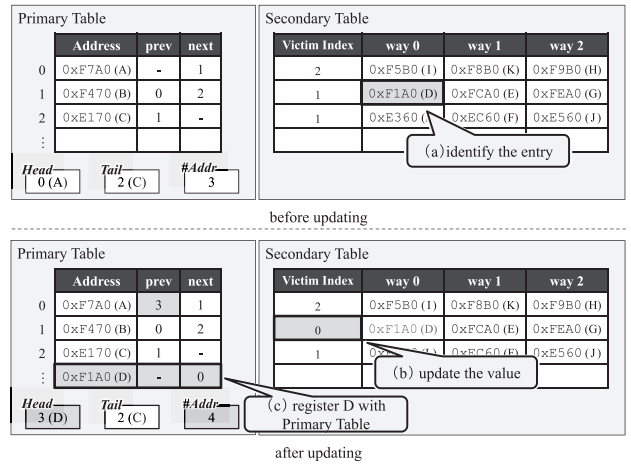 Primary Table
Address prev next
0 0xF7A0 (A) - 1
1 0xF470 (B) 0 2
2 0xE170 (C) 1 -
⋮
Head Tail #Addr
0 (A) 2 (C) 3
Secondary Table
Victim Index way 0 way 1 way 2
2 0xF5B0 (I) 0xF8B0 (K) 0xF9B0 (H)
1 0xF1A0 (D) 0xFCA0 (E) 0xFEA0 (G)
1 0xE360 0xEC60 (F) 0xE560 (J)
(a)identify the entry
before updating
Primary Table
Address prev next
0 0xF7A0 (A) 3 1
1 0xF470 (B) 0 2
2 0xE170 (C) 1 -
⋮ 0xF1A0 (D) - 0
Head Tail #Addr
3 (D) 2 (C) 4
Secondary Table
Victim Index way 0 way 1 way 2
2 0xF5B0 (I) 0xF8B0 (K) 0xF9B0 (H)
0 0xF1A0 (D) 0xFCA0 (E) 0xFEA0 (G)
1 0xEC60 (F) 0xE560 (J)
(b) update the value
(c) register D with
Primary Table
after updating